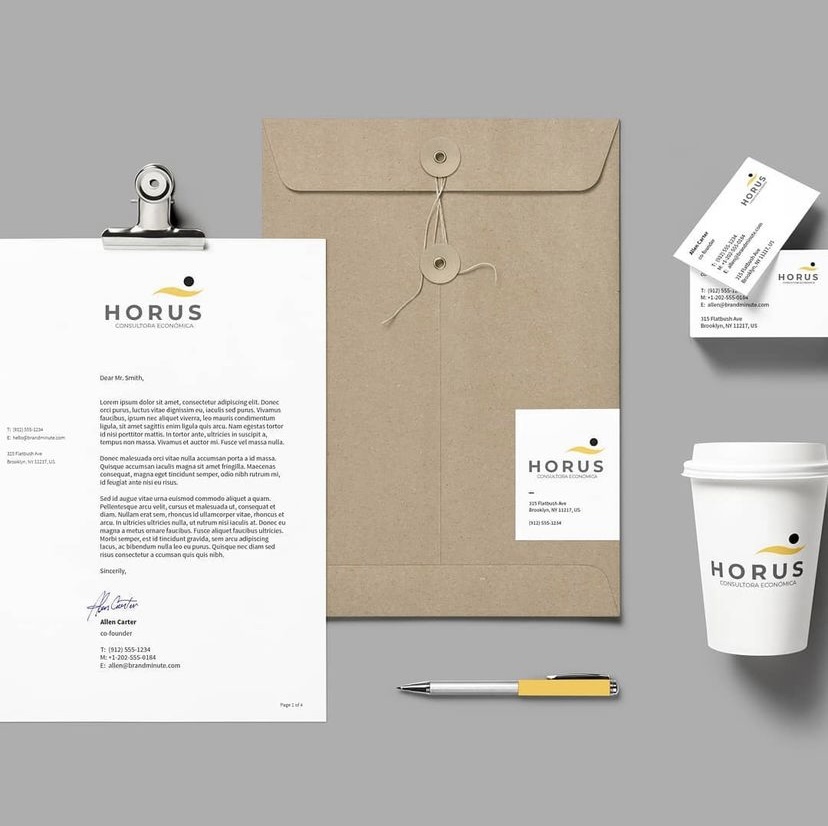 HORUS
CONSULTORA ECONÓMICA
Dear Mr. Smith,
Lorem ipsum dolor sit amet, consectetur adipiscing elit. Donec
orci purus, luctus vitae dignissim eu, iaculis sed purus. Vivamus
faucibus, ipsum nec aliquet viverra, leo mauris condimentum
ligula, sit amet sagittis enim ligula quis arcu. Nam egestas tortor
id nisi porttitor mattis. In tortor ante, ultricies in suscipit a,
tempus non massa. Vivamus et auctor mi. Fusce vel massa nulla.
Donec malesuada orci vitae nulla accumsan porta a id massa.
Quisque accumsan iaculis magna sit amet fringilla. Maecenas
consequat, magna eget tincidunt semper, odio nibh rutrum mi,
id feugiat ante nisi eu risus.
Sed id augue vitae urna euismod commodo aliquet a quam.
Pellentesque arcu velit, cursus et malesuada ut, consequat et
diam. Nullam erat sem, rhoncus id ullamcorper vitae, rhoncus et
arcu. In ultricies ultricies nulla, ut rutrum nisi iaculis at. Donec eu
magna a metus ornare faucibus. Fusce aliquet faucibus ultricies.
Morbi semper, est id tincidunt gravida, sem arcu adipiscing
lacus, ac bibendum nulla leo eu purus. Quisque nec diam sed
risus consectetur a ccumsan quis quis nibh.
Sincerely,
Allen Carter
Allen Carter
co-founder
T: (912) 555-1234
M: +1-202-555-0184
E: allen@brandminute.com
Page 1 of 4
T: (912) 555-1234
E: hello@brandminute.com
315 Flatbush Ave
Brooklyn, NY 11217, US
HORUS
CONSULTORA ECONÓMICA
315 Flatbush Ave
Brooklyn, NY 11217, US
(912) 555-1234
HORUS
Allen Carter
co-founder
T: (912) 555-1234
M: +1-202-555-0184
E: allen@brandminute.com
315 Flatbush Ave
Brooklyn, NY 11217, US
HORUS
T: (912) 555-12
M: +1-202-555-0184
E: allen@brandminute.com
315 Flatbush Ave
Brooklyn, NY 11217, US
HORUS
CONSULTORA ECONÓMICA